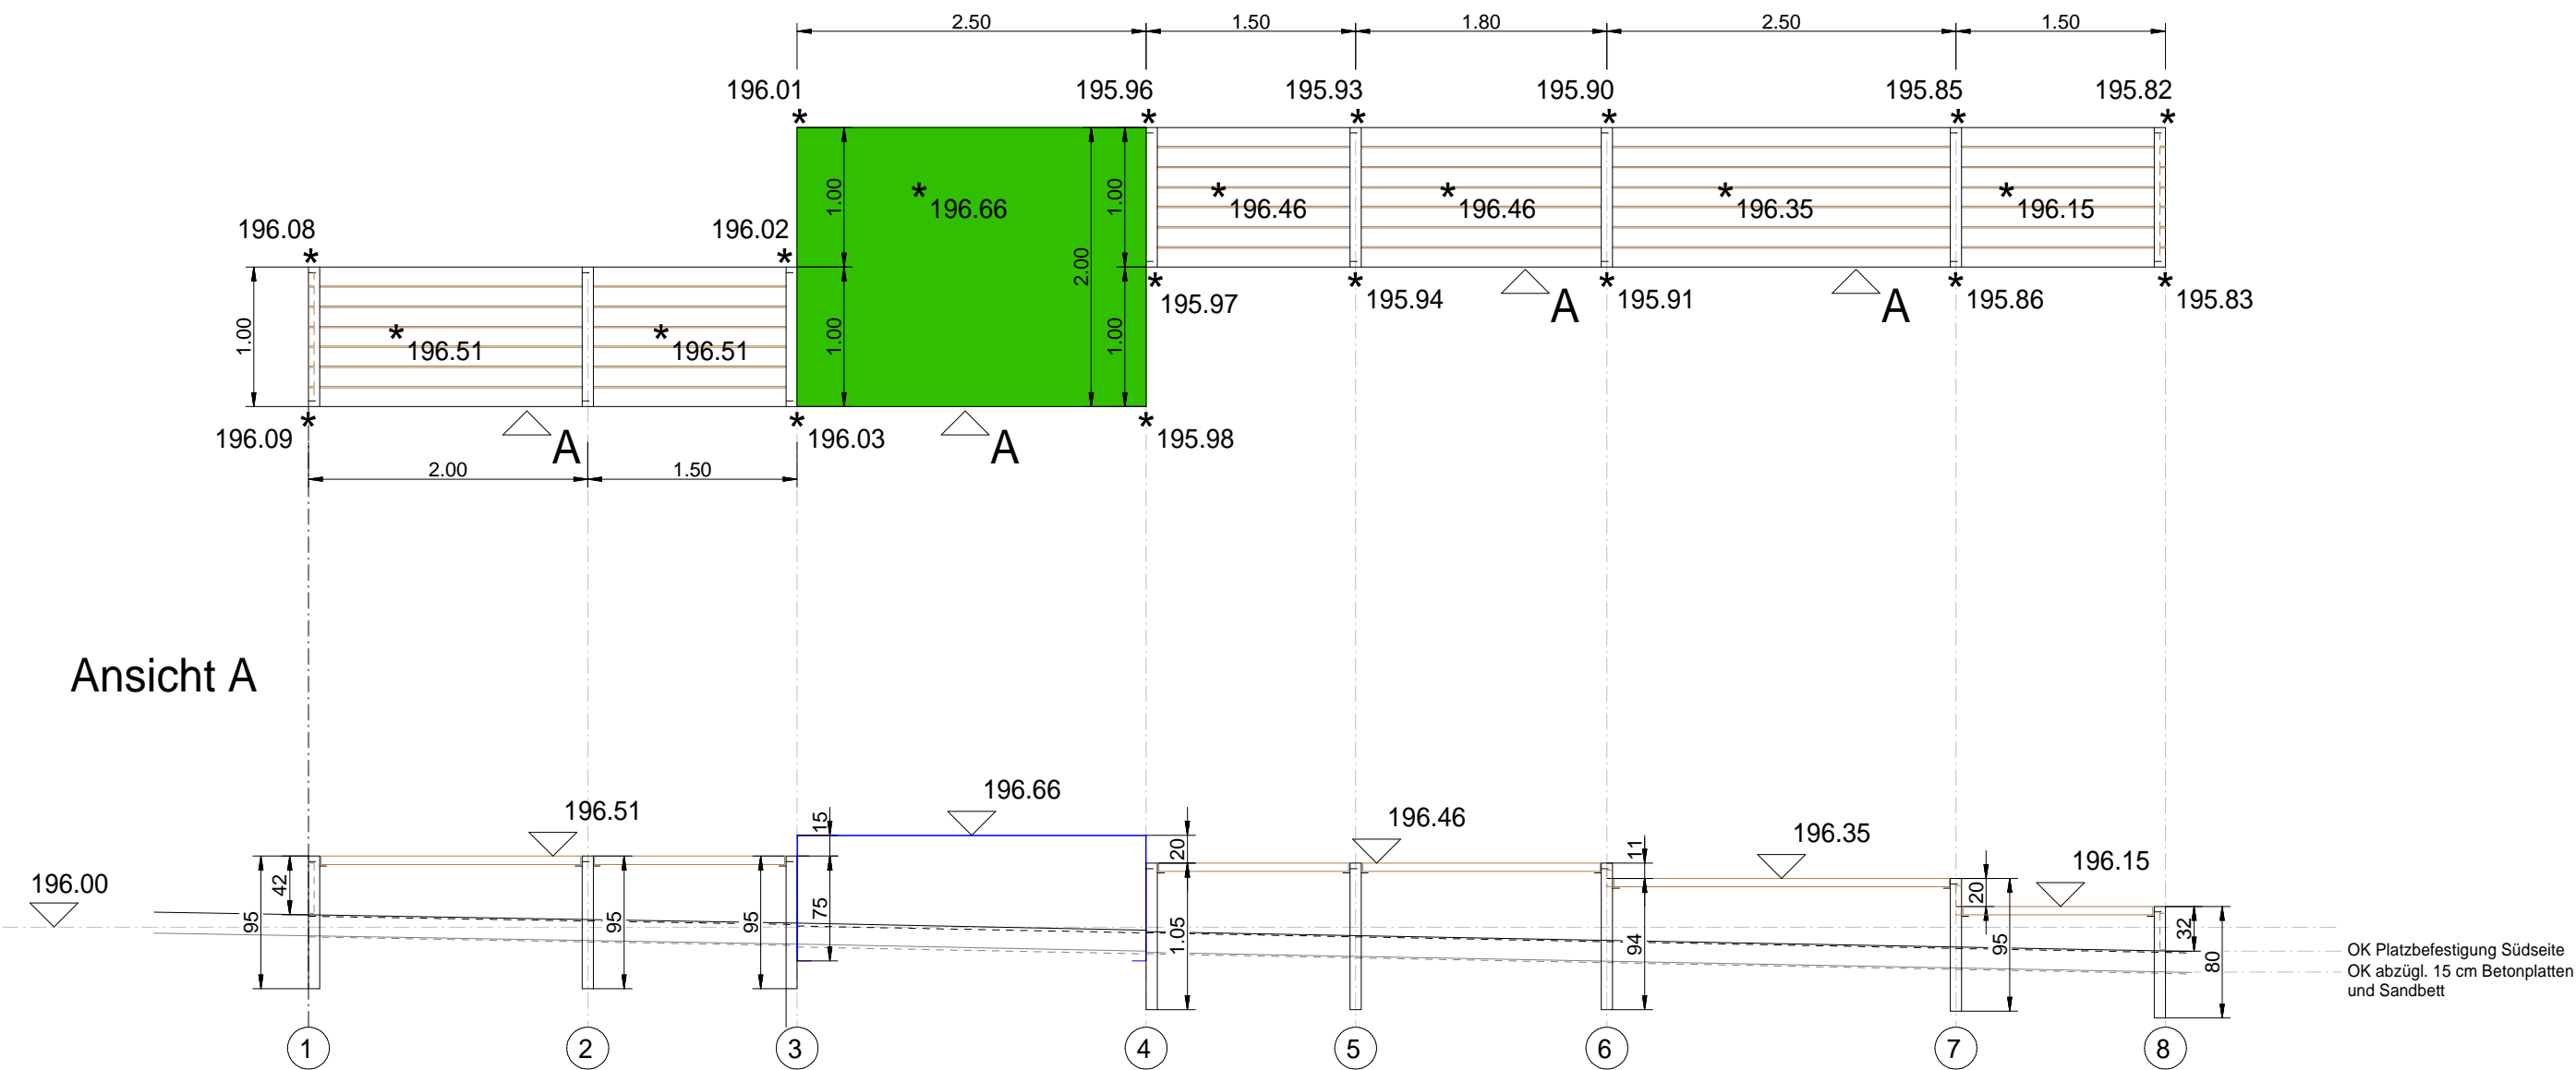 2.50 1.50 1.80 2.50 1.50
196.01 195.96 195.93 195.90 195.85 195.82
* * * * * *
1.00 1.00
* 196.66 * 196.46 * 196.46 * 196.35 * 196.15
196.08 196.02
* *
2.00
* * * * *
195.97 195.94 A 195.91 A 195.86 195.83
1.00 1.00 1.00
* 196.51 * 196.51
* * *
196.09 A 196.03 A 195.98
2.00 1.50
Ansicht A
196.66
196.51 15 196.46
20 11 196.35
196.15
196.00 42 20
95 95 95 75 1.05 94 95 32
80
OK Platzbefestigung Südseite
OK abzügl. 15 cm Betonplatten
und Sandbett
1 2 3 4 5 6 7 8